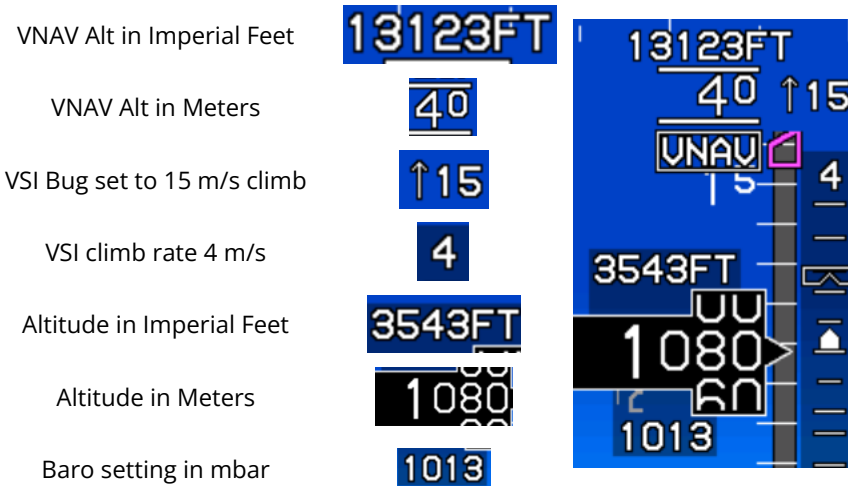 VNAV Alt in Imperial Feet
13123FT
VNAV Alt in Meters
40
VSI Bug set to 15 m/s climb
↑15
VSI climb rate 4 m/s
4
Altitude in Imperial Feet
3543FT
Altitude in Meters
1080
Baro setting in mbar
1013
13123FT
40 ↑15
VNAV
15 4
3543FT
1080
1013